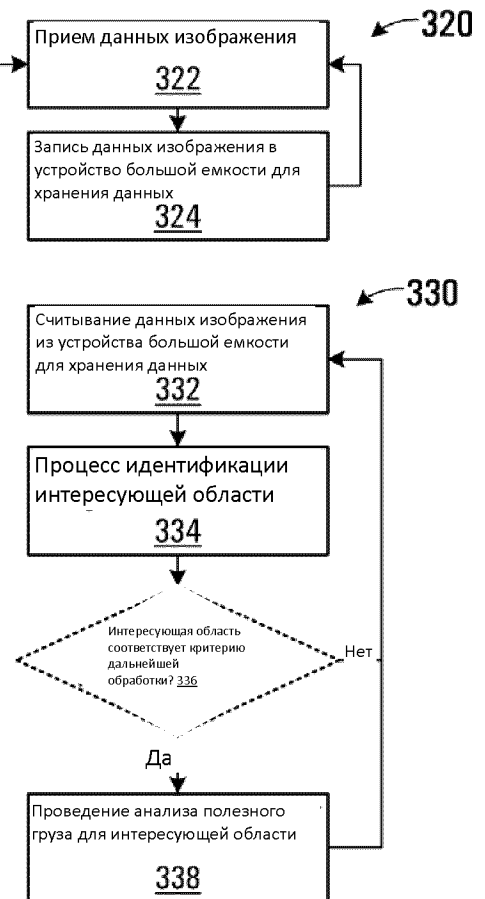 320
Прием данных изображения
322
Запись данных изображения в
устройство большой емкости для
хранения данных
324
330
Считывание данных изображения
из устройства большой емкости
для хранения данных
332
Процесс идентификации
интересующей области
334
Интересующая область
соответствует критерию
дальнейшей
обработки? 336
Нет
Да
Проведение анализа полезного
груза для интересующей области
338